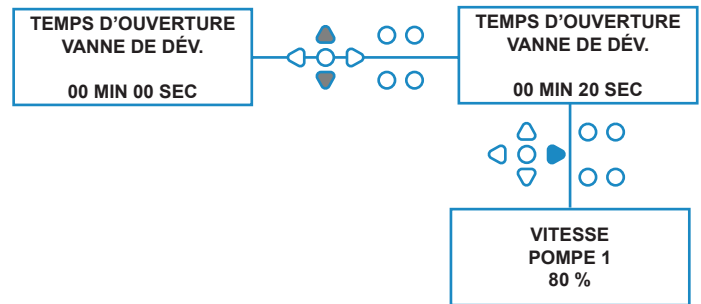 TEMPS D’OUVERTURE
VANNE DE DÉV.
00 MIN 00 SEC
TEMPS D’OUVERTURE
VANNE DE DÉV.
00 MIN 20 SEC
VITESSE
POMPE 1
80 %